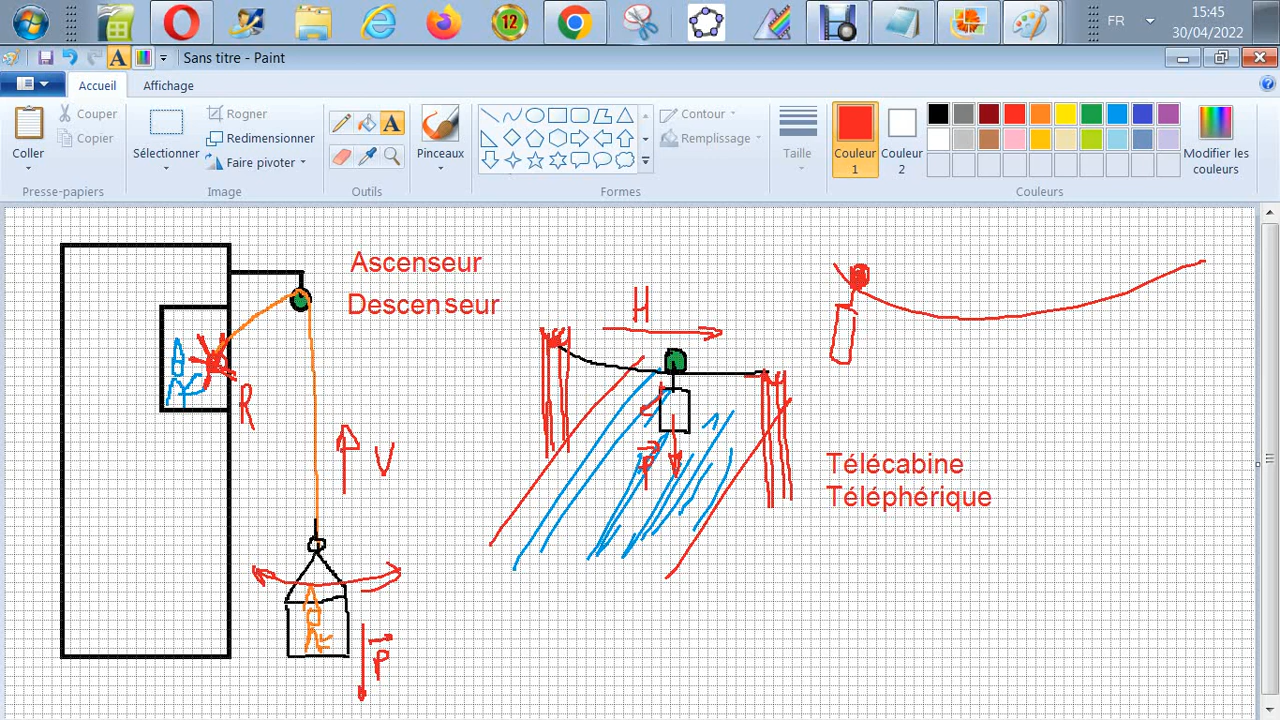 12
FR
15:45
30/04/2022
Sans titre - Paint
Accueil
Affichage
Coller
Couper
Copier
Presse-papiers
Sélectionner
Rogner
Redimensionner
Faire pivoter
Image
A
Outils
Pinceaux
Contour
Remplissage
Formes
Taille
Couleur
1
Couleur
2
Modifier les
couleurs
Couleurs
Ascenseur
Descenseur
R
V
P
H
P
Télécabine
Téléphérique